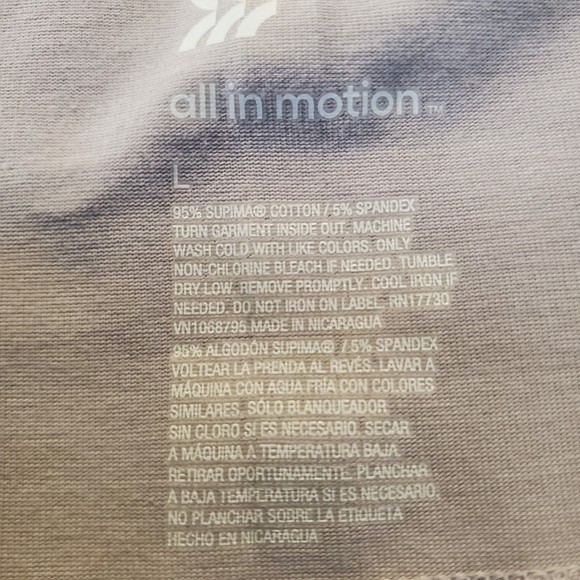 all in motion™
L
95% SUPIMA® COTTON / 5% SPANDEX
TURN GARMENT INSIDE OUT. MACHINE
WASH COLD WITH LIKE COLORS. ONLY
NON-CHLORINE BLEACH IF NEEDED. TUMBLE
DRY LOW. REMOVE PROMPTLY. COOL IRON IF
NEEDED. DO NOT IRON ON LABEL. RN17730
VN1068795 MADE IN NICARAGUA
95% ALGODÓN SUPIMA® / 5% SPANDEX
VOLTEAR LA PRENDA AL REVÉS. LAVAR A
MÁQUINA CON AGUA FRÍA CON COLORES
SIMILARES. SÓLO BLANQUEADOR
SIN CLORO SI ES NECESARIO. SECAR
A MÁQUINA A TEMPERATURA BAJA.
RETIRAR OPORTUNAMENTE. PLANCHAR
A BAJA TEMPERATURA SI ES NECESARIO.
NO PLANCHAR SOBRE LA ETIQUETA
HECHO EN NICARAGUA